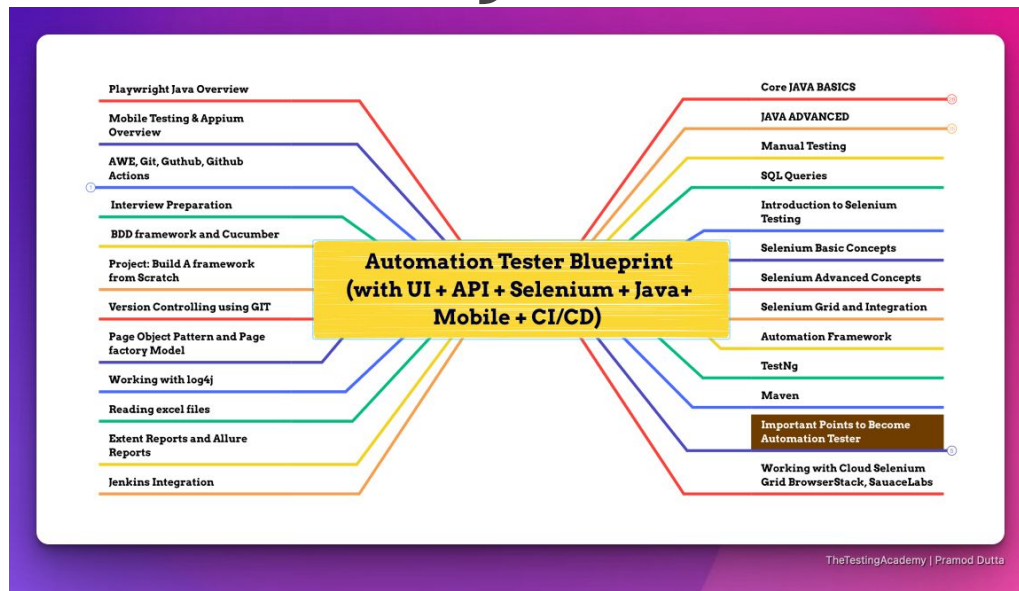 Automation Tester Blueprint
(with UI + API + Selenium + Java+
Mobile + CI/CD)
Playwright Java Overview
Mobile Testing & Appium
Overview
AWE, Git, Guthub, Github
Actions
Interview Preparation
BDD framework and Cucumber
Project: Build A framework
from Scratch
Version Controlling using GIT
Page Object Pattern and Page
factory Model
Working with log4j
Reading excel files
Extent Reports and Allure
Reports
Jenkins Integration
Core JAVA BASICS
JAVA ADVANCED
Manual Testing
SQL Queries
Introduction to Selenium
Testing
Selenium Basic Concepts
Selenium Advanced Concepts
Selenium Grid and Integration
Automation Framework
TestNg
Maven
Important Points to Become
Automation Tester
Working with Cloud Selenium
Grid BrowserStack, SauaceLabs
TheTestingAcademy | Pramod Dutta